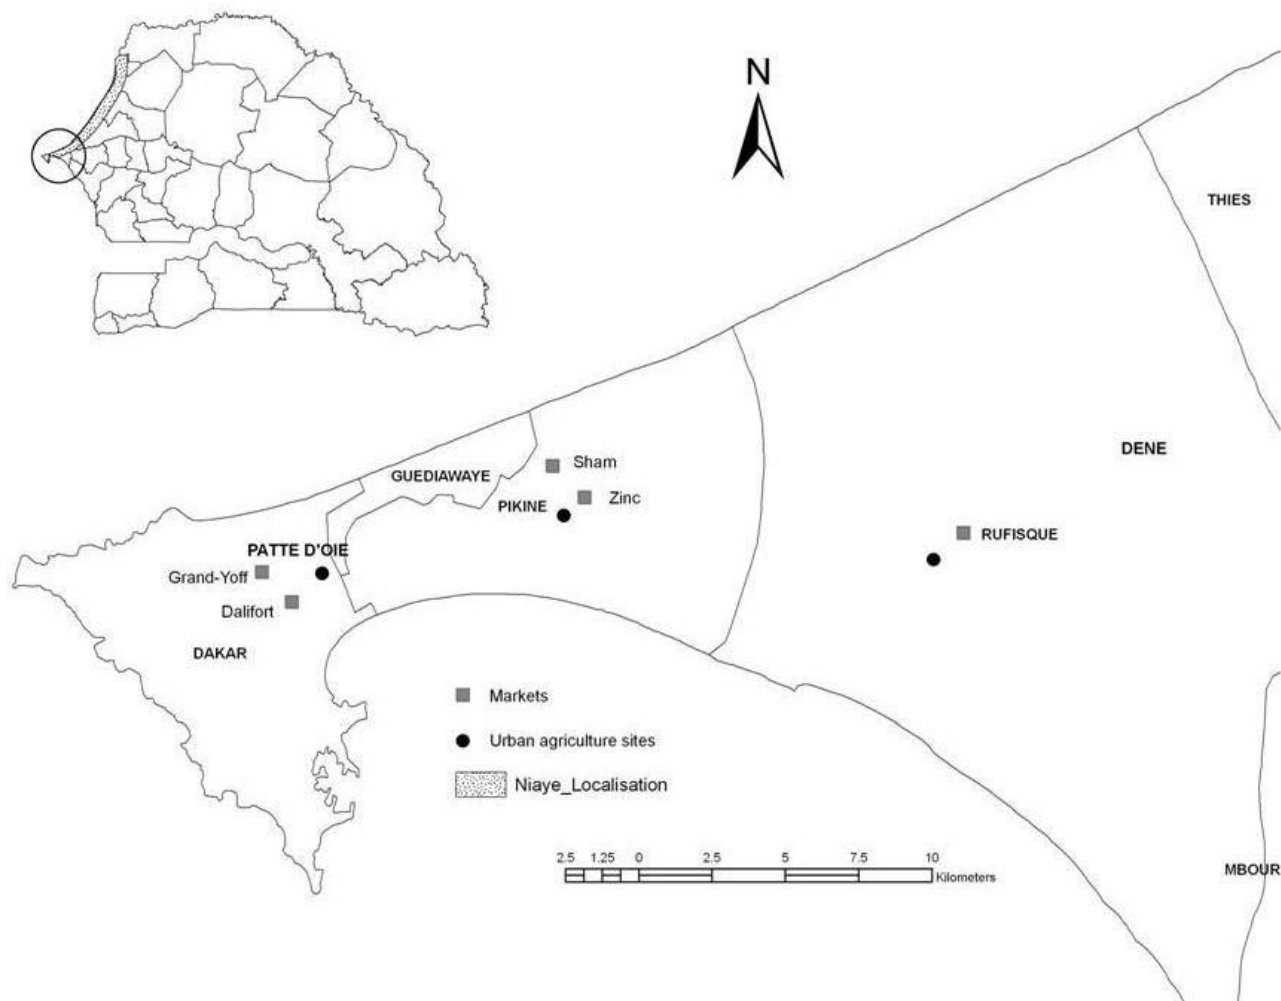 N
THIES
DENE
Sham
GUEDIAWAYE
Zinc
PIKINE
RUFISQUE
PATTE D'OIE
Grand-Yoff
Dalifort
DAKAR
Markets
Urban agriculture sites
Niaye_Localisation
2.5 1.25 0 2.5 5 7.5 10
Kilometers
MBOUR